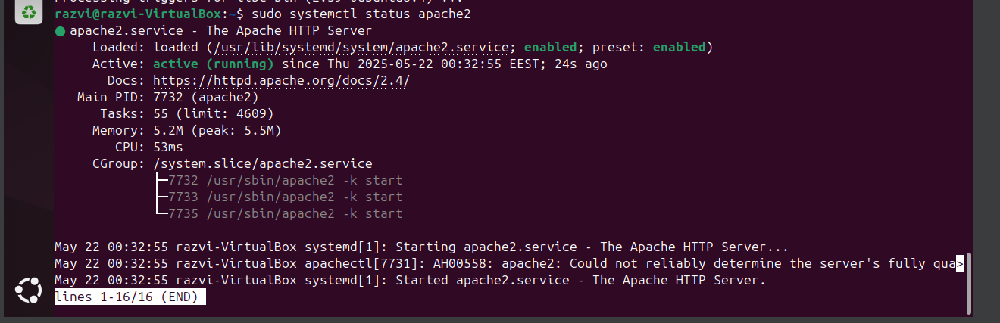 razvi@razvi-VirtualBox:~$ sudo systemctl status apache2
● apache2.service - The Apache HTTP Server
Loaded: loaded (/usr/lib/systemd/system/apache2.service; enabled; preset: enabled)
Active: active (running) since Thu 2025-05-22 00:32:55 EEST; 24s ago
Docs: https://httpd.apache.org/docs/2.4/
Main PID: 7732 (apache2)
Tasks: 55 (limit: 4609)
Memory: 5.2M (peak: 5.5M)
CPU: 53ms
CGroup: /system.slice/apache2.service
├─7732 /usr/sbin/apache2 -k start
├─7733 /usr/sbin/apache2 -k start
└─7735 /usr/sbin/apache2 -k start
May 22 00:32:55 razvi-VirtualBox systemd[1]: Starting apache2.service - The Apache HTTP Server...
May 22 00:32:55 razvi-VirtualBox apachectl[7731]: AH00558: apache2: Could not reliably determine the server's fully qua>
May 22 00:32:55 razvi-VirtualBox systemd[1]: Started apache2.service - The Apache HTTP Server.
lines 1-16/16 (END)